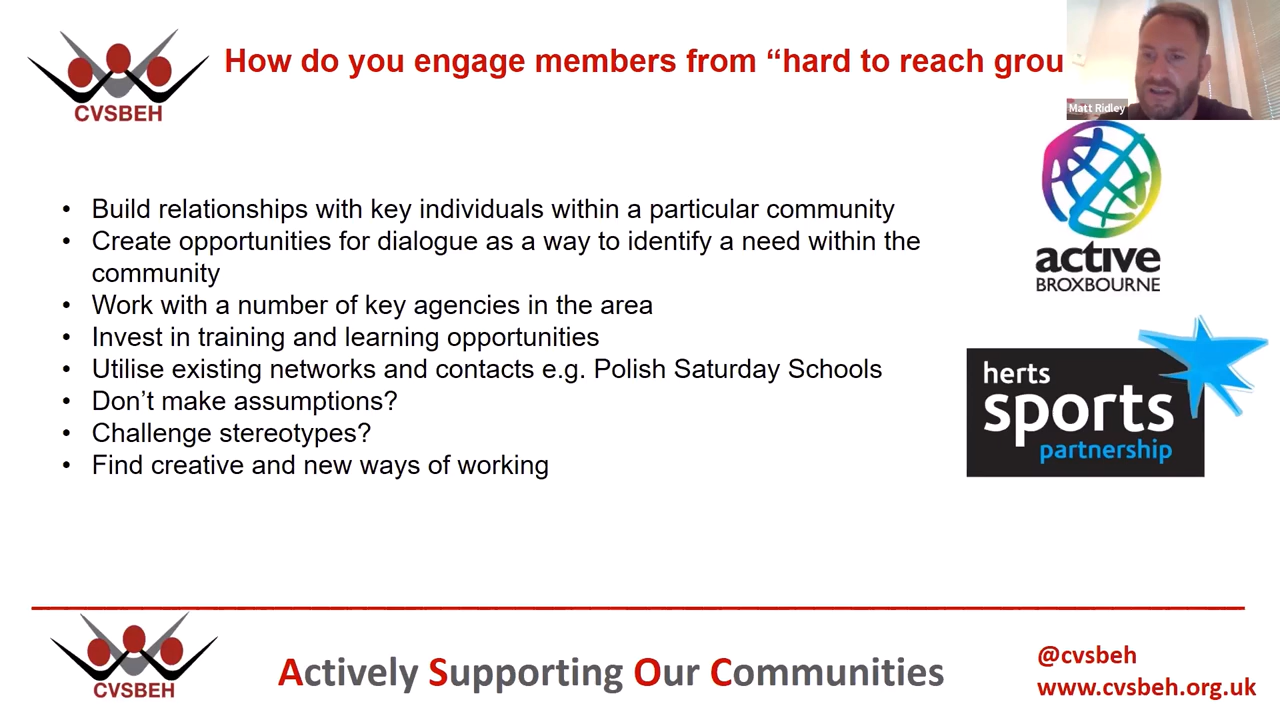 CVSBEH
How do you engage members from “hard to reach grou
Matt Ridley
• Build relationships with key individuals within a particular community
• Create opportunities for dialogue as a way to identify a need within the
community
• Work with a number of key agencies in the area
• Invest in training and learning opportunities
• Utilise existing networks and contacts e.g. Polish Saturday Schools
• Don’t make assumptions?
• Challenge stereotypes?
• Find creative and new ways of working
active
BROXBOURNE
herts
sports
partnership
CVSBEH
Actively Supporting Our Communities
@cvsbeh
www.cvsbeh.org.uk